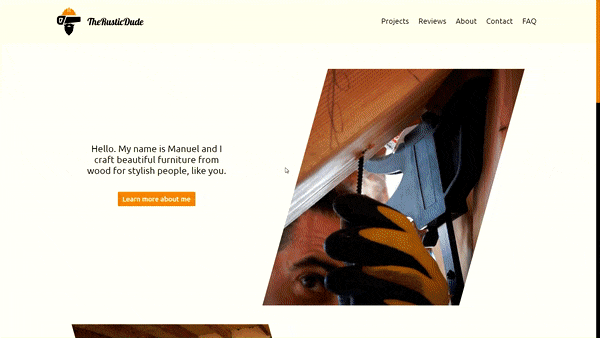 TheRusticDude
Projects Reviews About Contact FAQ
Hello. My name is Manuel and I
craft beautiful furniture from
wood for stylish people, like you.
Learn more about me